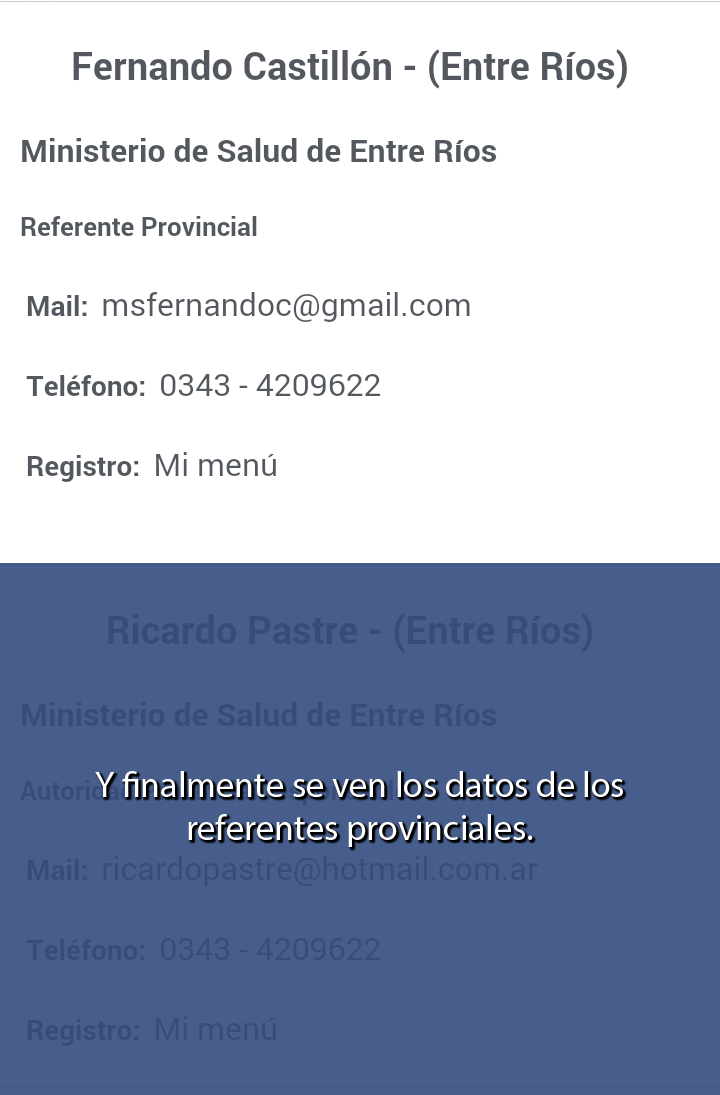 Fernando Castillón - (Entre Ríos)
Ministerio de Salud de Entre Ríos
Referente Provincial
Mail: msfernandoc@gmail.com
Teléfono: 0343 - 4209622
Registro: Mi menú
Ricardo Pastre - (Entre Ríos)
Ministerio de Salud de Entre Ríos
Y finalmente se ven los datos de los
referentes provinciales.
Mail: ricardopastre@hotmail.com.ar
Teléfono: 0343 - 4209622
Registro: Mi menú